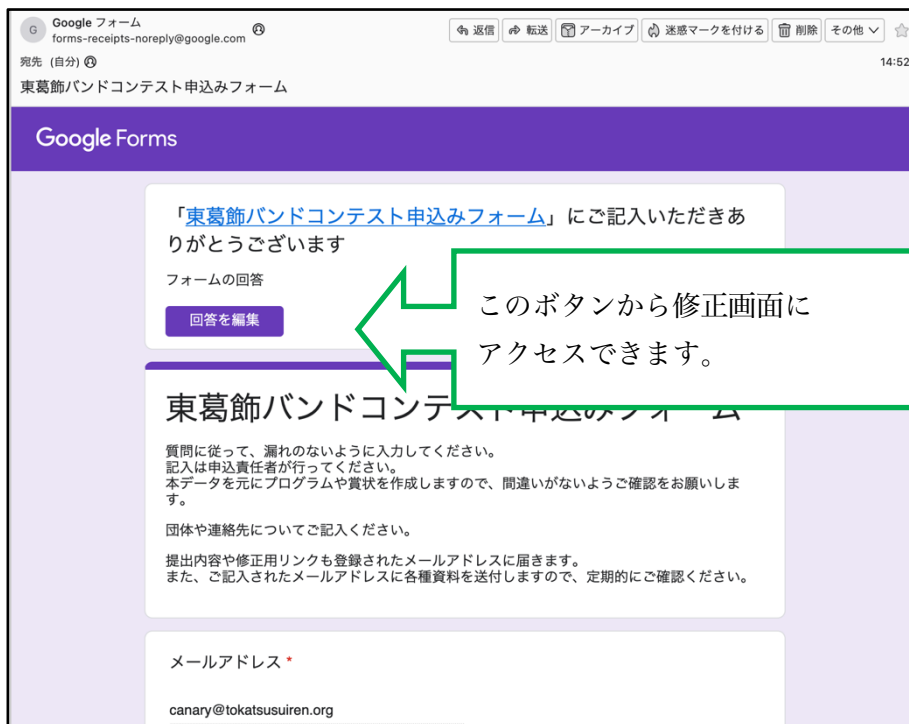 G
Google フォーム
forms-receipts-noreply@google.com
返信
転送
アーカイブ
迷惑マークを付ける
削除
その他
宛先 (自分)
14:52
東葛飾バンドコンテスト申込みフォーム
Google Forms
「東葛飾バンドコンテスト申込みフォーム」にご記入いただきあ
りがとうございます
フォームの回答
回答を編集
このボタンから修正画面に
アクセスできます。
東葛飾バンドコンテスト申込みフォーム
質問に従って、漏れのないように入力してください。
記入は申込責任者が行ってください。
本データを元にプログラムや賞状を作成しますので、間違いがないようご確認をお願いしま
す。
団体や連絡先についてご記入ください。
提出内容や修正用リンクも登録されたメールアドレスに届きます。
また、ご記入されたメールアドレスに各種資料を送付しますので、定期的にご確認ください。
メールアドレス *
canary@tokatsusuiren.org